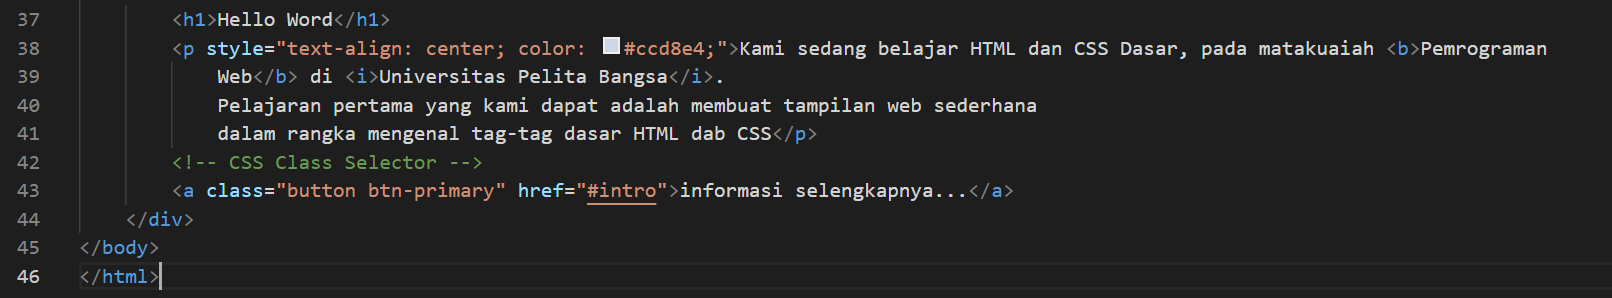 37 <h1>Hello Word</h1>
38 <p style="text-align: center; color: #ccd8e4;">Kami sedang belajar HTML dan CSS Dasar, pada matakuaiah <b>Pemrograman
39 Web</b> di <i>Universitas Pelita Bangsa</i>.
40 Pelajaran pertama yang kami dapat adalah membuat tampilan web sederhana
41 dalam rangka mengenal tag-tag dasar HTML dab CSS</p>
42 <!-- CSS Class Selector -->
43 <a class="button btn-primary" href="#intro">informasi selengkapnya...</a>
44 </div>
45 </body>
46 </html>